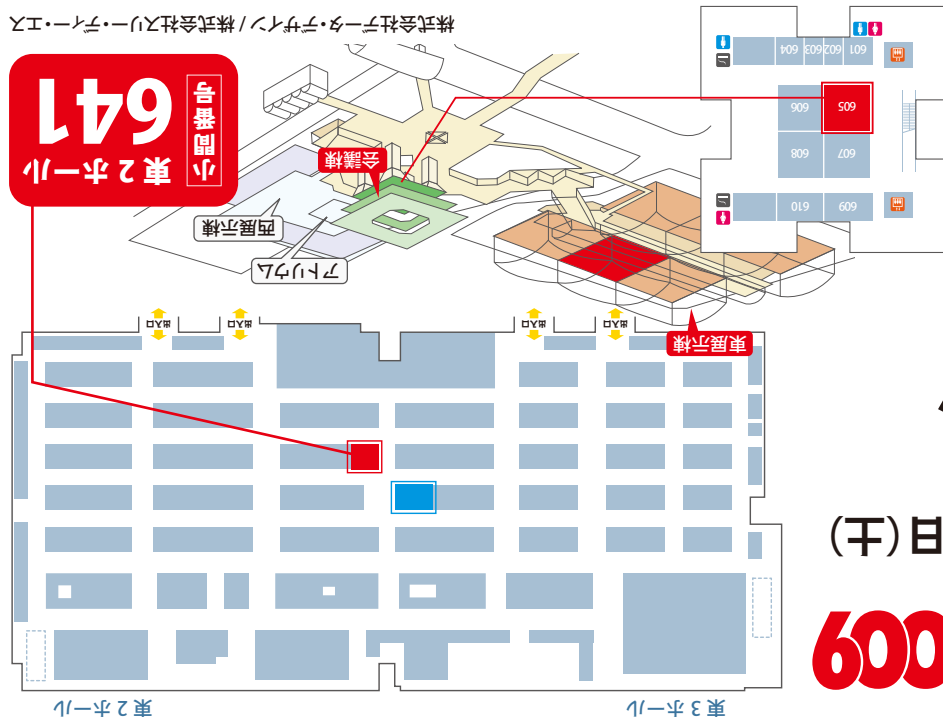 東3ホール
東2ホール
009
日(土)
出入口
出入口
出入口
出入口
東展示棟
アトリウム
西展示棟
会議棟
609
610
607
608
605
606
601
602
603
604
小間番号
東2ホール
641
株式会社データ・デザイン / 株式会社スリー・ディー・エス